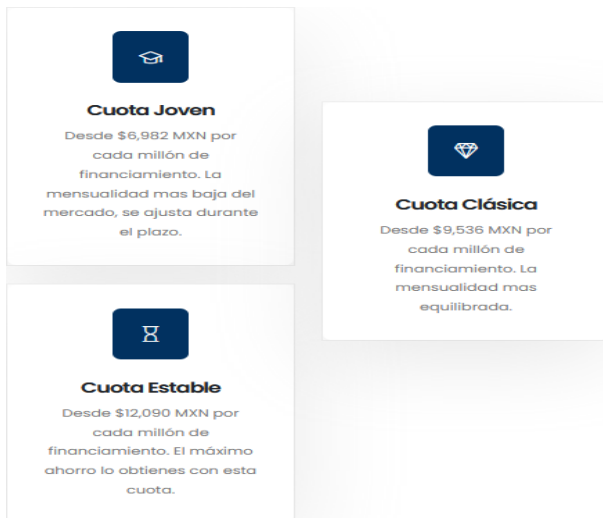 Cuota Joven
Desde $6,982 MXN por
cada millón de
financiamiento. La
mensualidad mas baja del
mercado, se ajusta durante
el plazo.
Cuota Clásica
Desde $9,536 MXN por
cada millón de
financiamiento. La
mensualidad mas
equilibrada.
Cuota Estable
Desde $12,090 MXN por
cada millón de
financiamiento. El máximo
ahorro lo obtienes con esta
cuota.